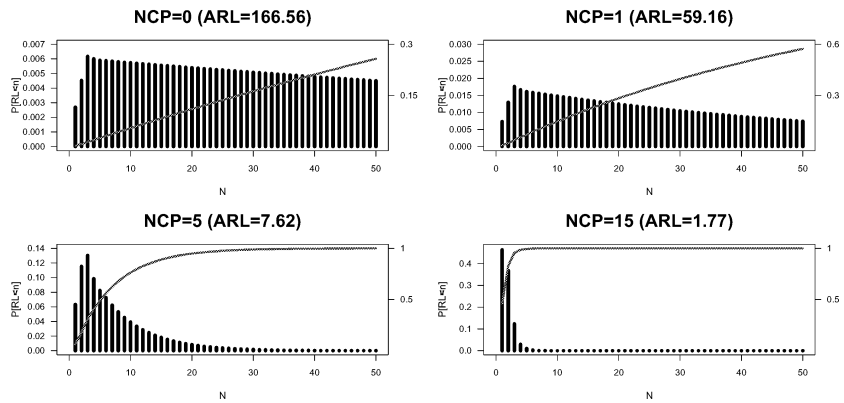 NCP=0 (ARL=166.56)
0.007
0.006
0.005
0.004
0.003
0.002
0.001
0.000
P[RL≤n]
0.3
0.15
0 10 20 30 40 50
N
NCP=1 (ARL=59.16)
0.030
0.025
0.020
0.015
0.010
0.005
0.000
P[RL≤n]
0.6
0.3
0 10 20 30 40 50
N
NCP=5 (ARL=7.62)
0.14
0.12
0.10
0.08
0.06
0.04
0.02
0.00
P[RL≤n]
1
0.5
0 10 20 30 40 50
N
NCP=15 (ARL=1.77)
0.4
0.3
0.2
0.1
0.0
P[RL≤n]
1
0.5
0 10 20 30 40 50
N